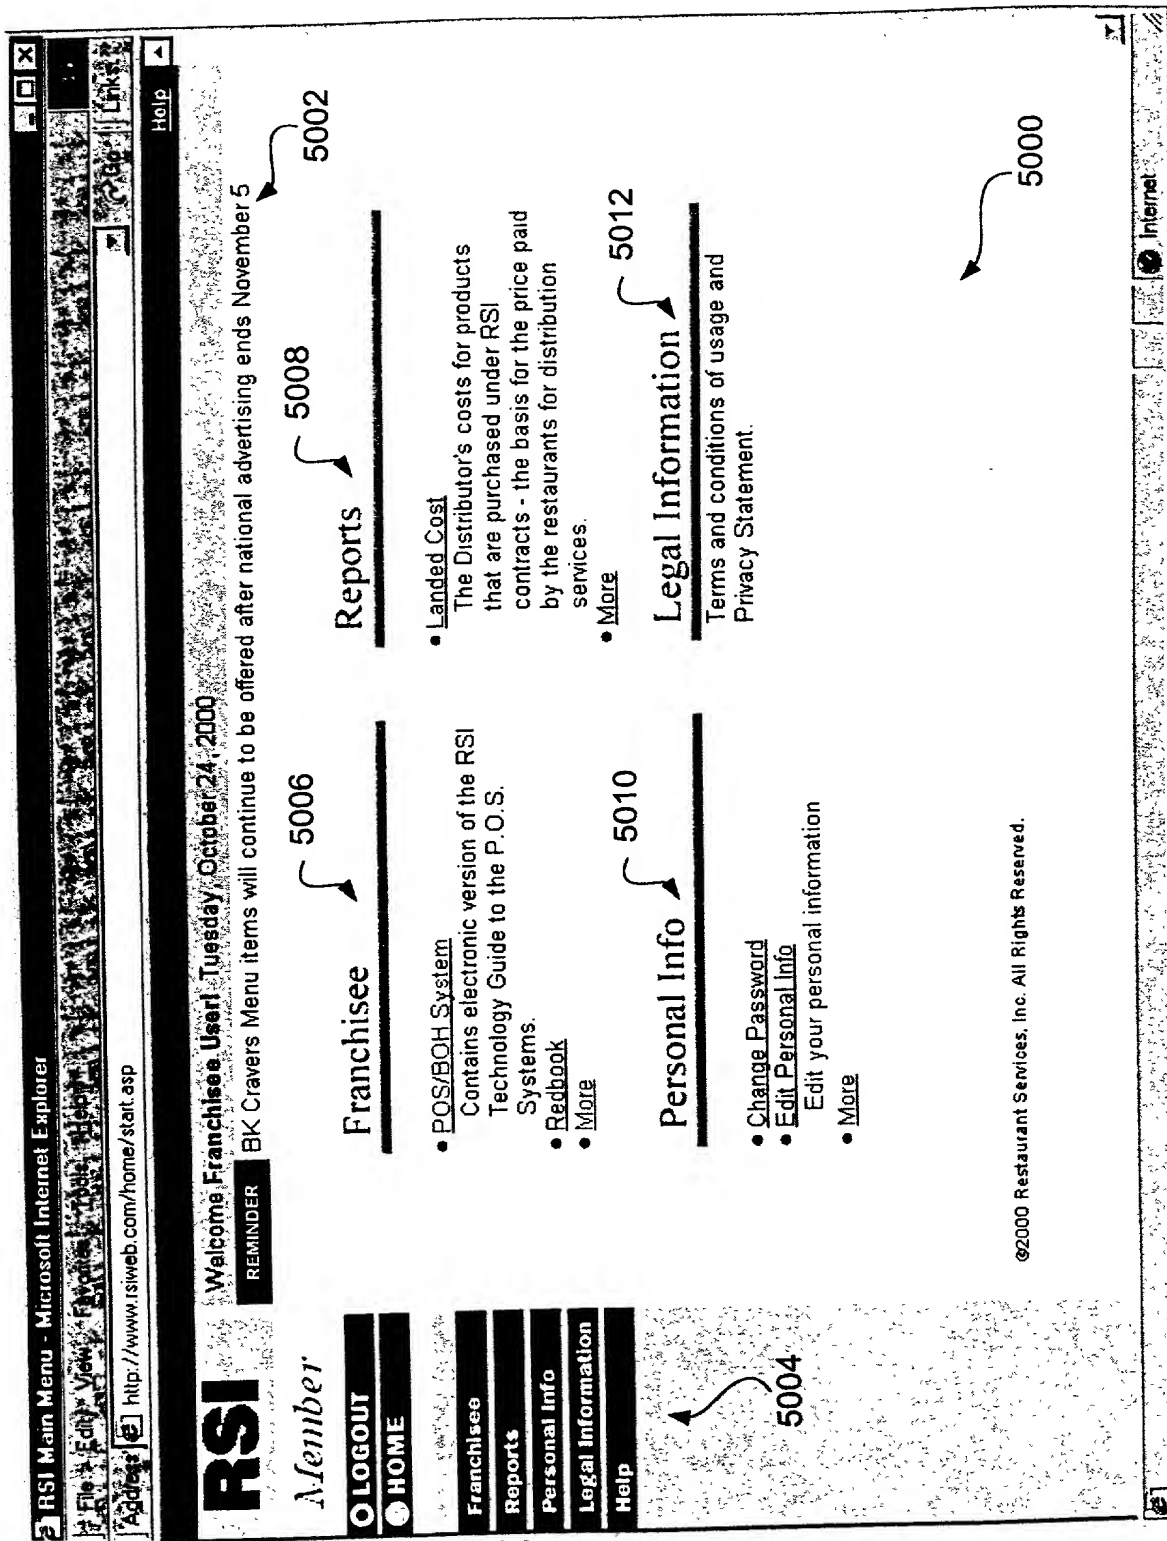 RSI Main Menu - Microsoft Internet Explorer
File Edit View Favorites Tools Help
Address http://www.rsiweb.com/home/start.asp Go Links
Help
RSI
Welcome Franchisee User! Tuesday, October 24, 2000
REMINDER BK Cravers Menu items will continue to be offered after national advertising ends November 5
5002
Member
LOGOUT
HOME
Franchisee
Reports
Personal Info
Legal Information
Help
5004
Franchisee
5006
• POS/BOH System
Contains electronic version of the RSI
Technology Guide to the P.O.S.
Systems.
• Redbook
• More
Reports
5008
• Landed Cost
The Distributor's costs for products
that are purchased under RSI
contracts - the basis for the price paid
by the restaurants for distribution
services.
• More
Personal Info
5010
• Change Password
• Edit Personal Info
Edit your personal information
• More
Legal Information
5012
Terms and conditions of usage and
Privacy Statement.
©2000 Restaurant Services, Inc. All Rights Reserved.
5000
Internet